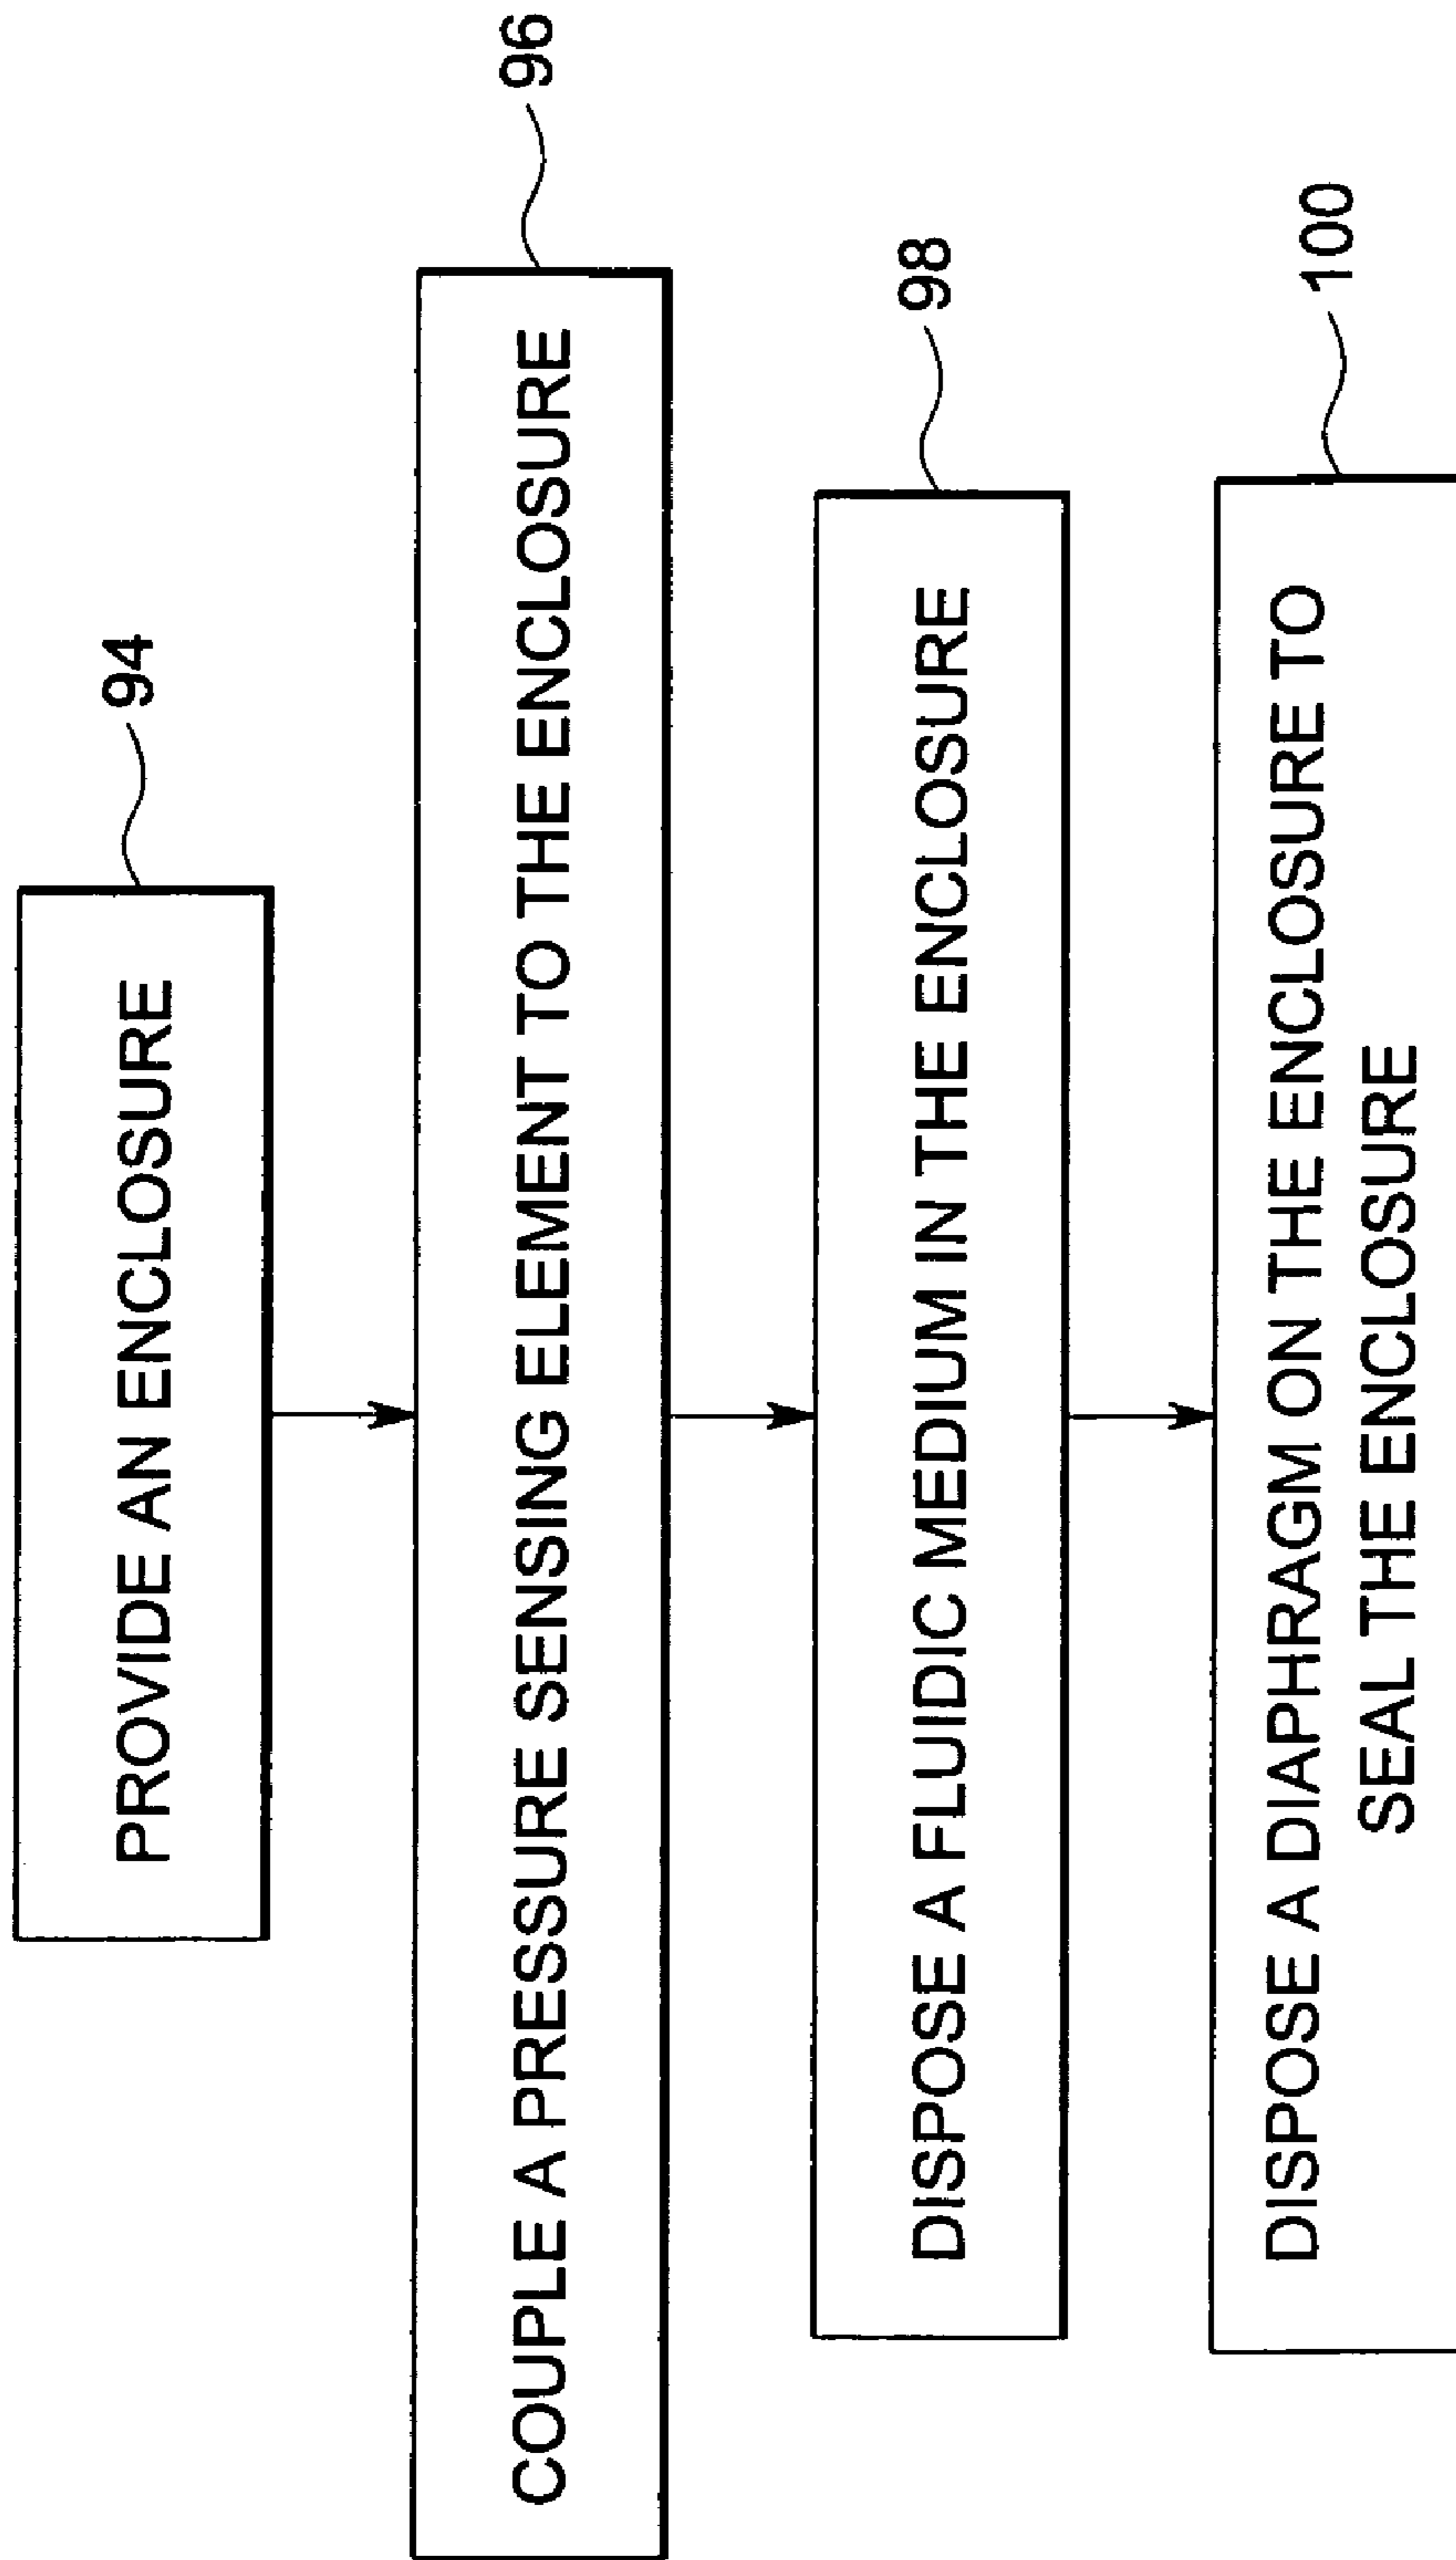 PROVIDE AN ENCLOSURE
94
COUPLE A PRESSURE SENSING ELEMENT TO THE ENCLOSURE
96
DISPOSE A FLUIDIC MEDIUM IN THE ENCLOSURE
98
DISPOSE A DIAPHRAGM ON THE ENCLOSURE TO
SEAL THE ENCLOSURE
100